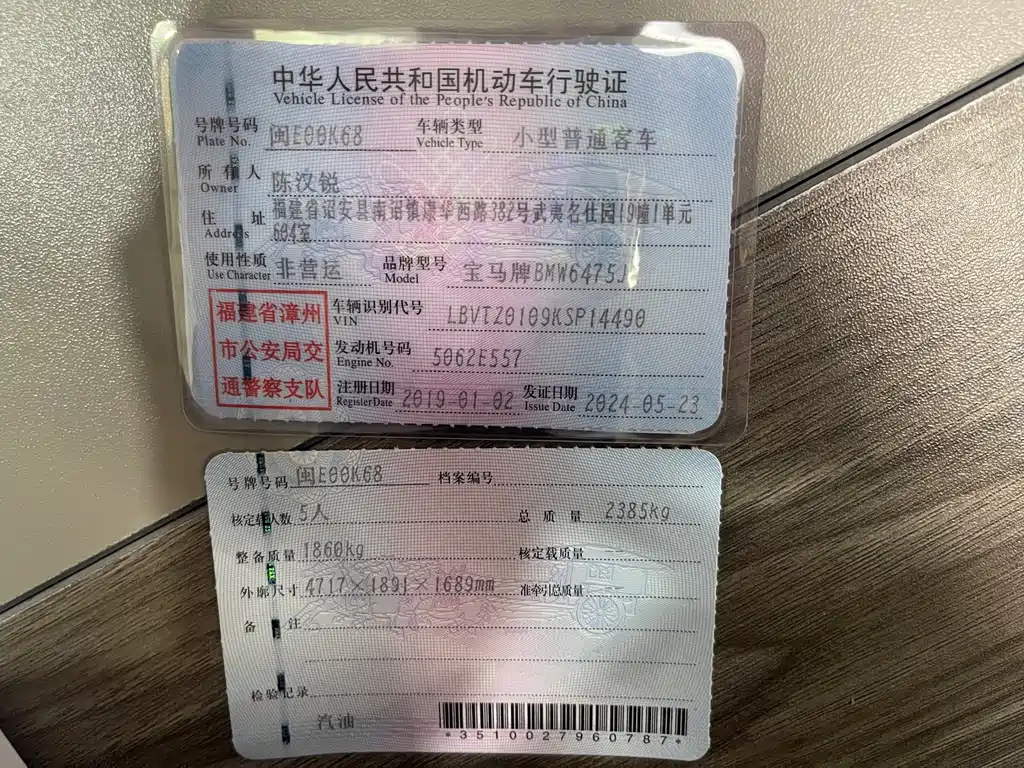 中华人民共和国机动车行驶证
Vehicle License of the People's Republic of China
号牌号码 闽E00K68 车辆类型 小型普通客车
Plate No. Vehicle Type
所有人 陈汉锐
Owner
住址 福建省诏安县南诏镇康华西路382号武夷名仕园19幢1单元
Address 604室
使用性质 非营运 品牌型号 宝马牌BMW6475J
Use Character Model
福建省漳州
市公安局交
通警察支队
车辆识别代号 LBVTZ0109KSP14490
VIN
发动机号码 5062E557
Engine No.
注册日期 2019-01-02 发证日期 2024-05-23
Register Date Issue Date
号牌号码 闽E00K68 档案编号
核定载人数 5人 总质量 2385kg
整备质量 1860kg 核定载质量
外廓尺寸 4717×1891×1689mm 准牵引总质量
备注
检验记录
汽油
*3510027960787*